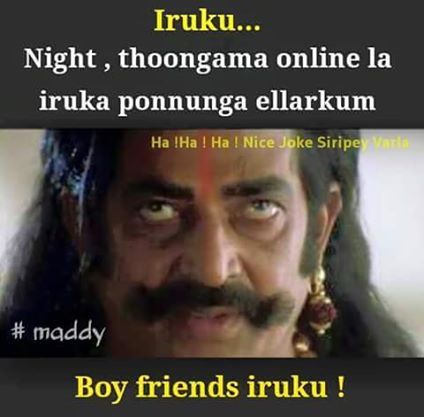 Iruku...
Night , thoongama online la
iruka ponnunga ellarkum
Ha !Ha ! Ha ! Nice Joke Siripey Varla
# maddy
Boy friends iruku !